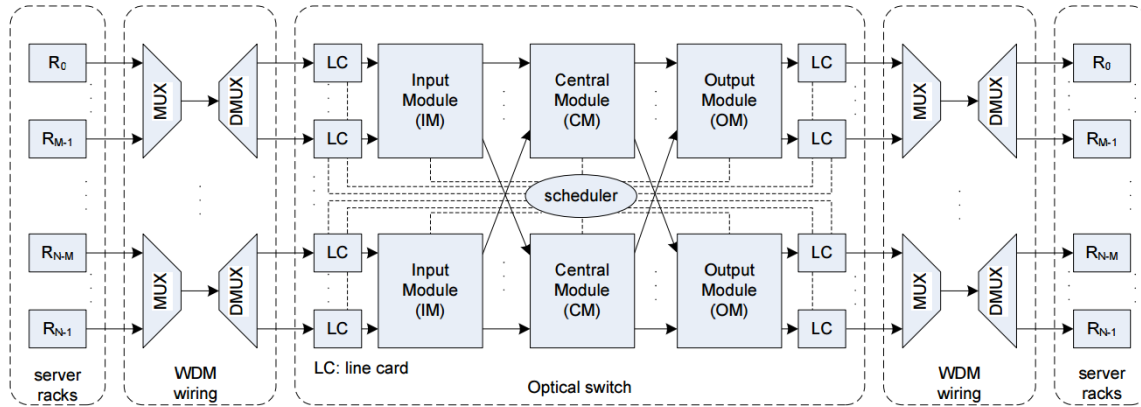 R0
MUX
DMUX
LC
Input
Module
(IM)
Central
Module
(CM)
Output
Module
(OM)
LC
MUX
DMUX
R0
RM-1
LC
LC
RM-1
scheduler
RN-M
MUX
DMUX
LC
Input
Module
(IM)
Central
Module
(CM)
Output
Module
(OM)
LC
MUX
DMUX
RN-M
RN-1
LC
LC
RN-1
server
racks
WDM
wiring
LC: line card
Optical switch
WDM
wiring
server
racks